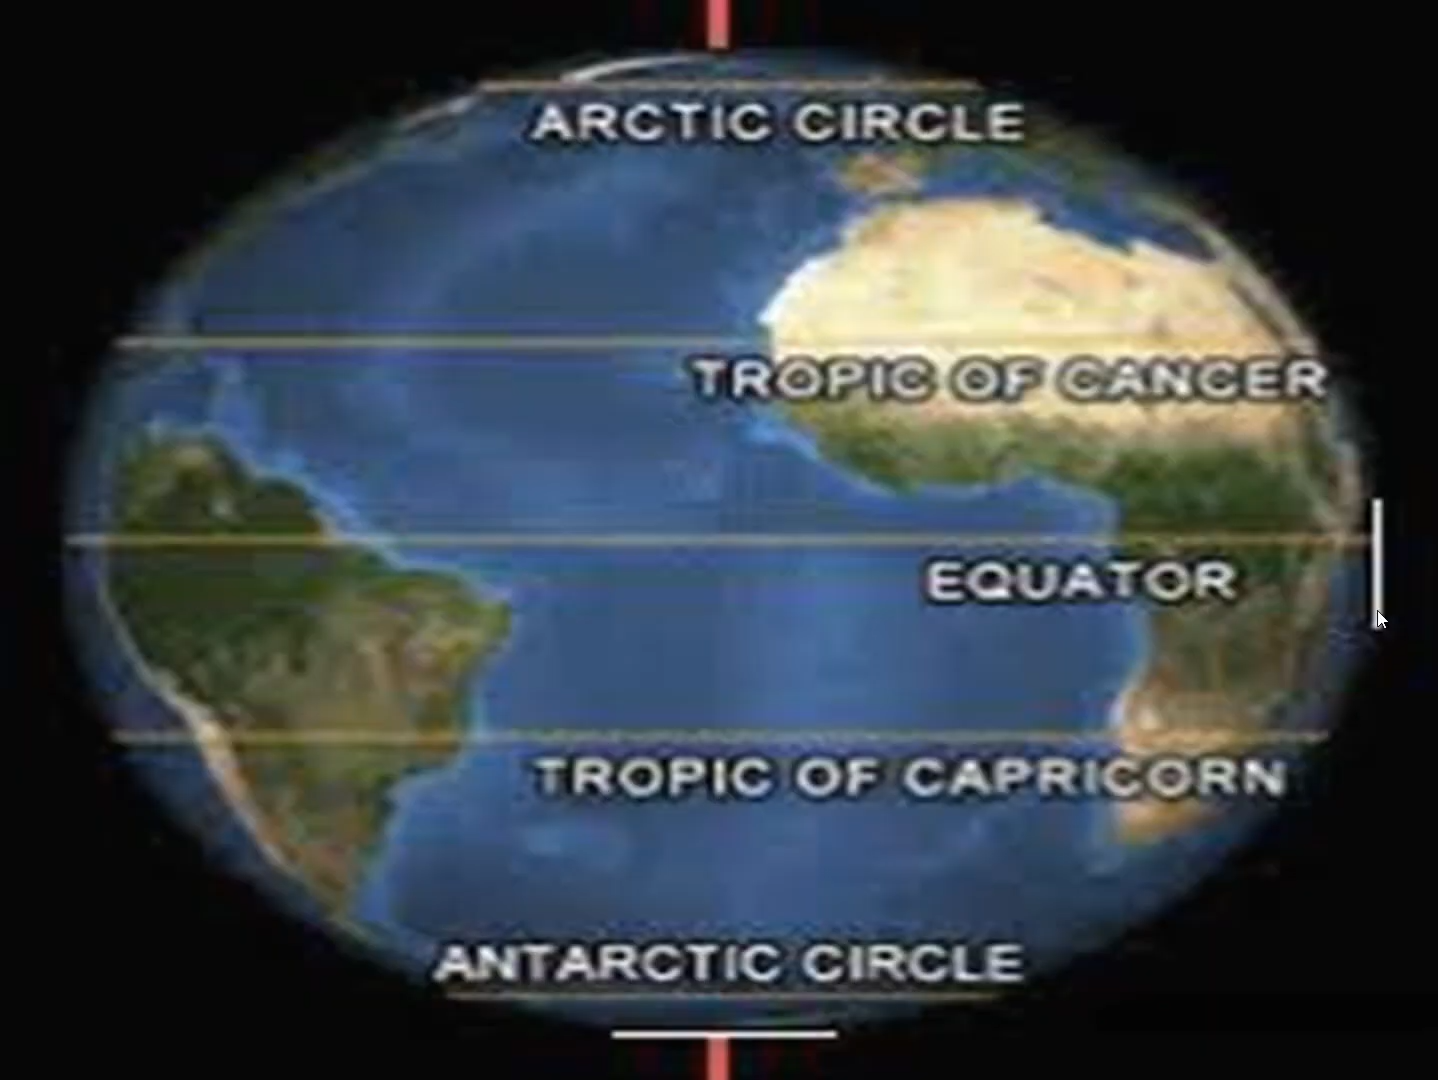 ARCTIC CIRCLE
TROPIC OF CANCER
EQUATOR
TROPIC OF CAPRICORN
ANTARCTIC CIRCLE